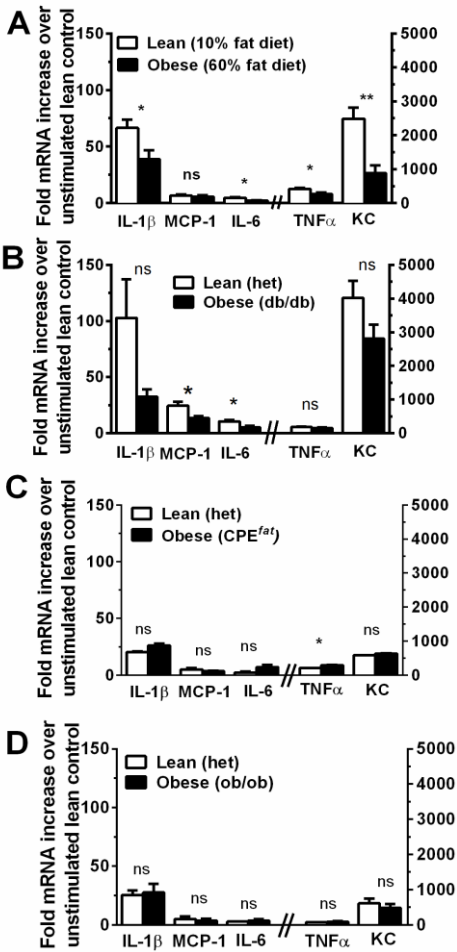 A
Fold mRNA increase over
unstimulated lean control
150
100
50
0
Lean (10% fat diet)
Obese (60% fat diet)
* ns * * **
5000
4000
3000
2000
1000
0
IL-1β MCP-1 IL-6 TNFα KC
B
Fold mRNA increase over
unstimulated lean control
150
100
50
0
Lean (het)
Obese (db/db)
ns * * ns ns
5000
4000
3000
2000
1000
0
IL-1β MCP-1 IL-6 TNFα KC
C
Fold mRNA increase over
unstimulated lean control
150
100
50
0
Lean (het)
Obese (CPEfat)
ns ns ns * ns
5000
4000
3000
2000
1000
0
IL-1β MCP-1 IL-6 TNFα KC
D
Fold mRNA increase over
unstimulated lean control
150
100
50
0
Lean (het)
Obese (ob/ob)
ns ns ns ns ns
5000
4000
3000
2000
1000
0
IL-1β MCP-1 IL-6 TNFα KC